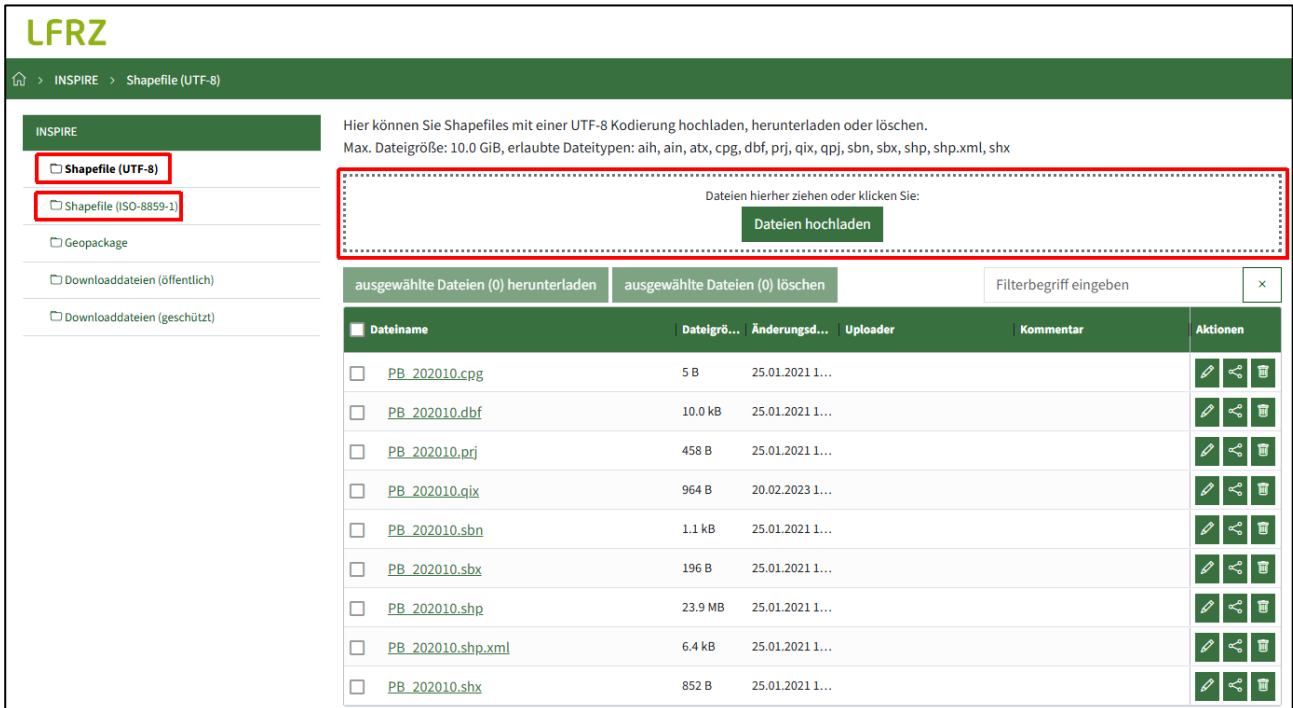 LFRZ
> INSPIRE > Shapefile (UTF-8)
INSPIRE
Shapefile (UTF-8)
Shapefile (ISO-8859-1)
Geopackage
Downloaddateien (öffentlich)
Downloaddateien (geschützt)
Hier können Sie Shapefiles mit einer UTF-8 Kodierung hochladen, herunterladen oder löschen.
Max. Dateigröße: 10.0 GiB, erlaubte Dateitypen: aih, ain, atx, cpg, dbf, prj, qix, qpj, sbn, sbx, shp, shp.xml, shx
Dateien hierher ziehen oder klicken Sie:
Dateien hochladen
ausgewählte Dateien (0) herunterladen ausgewählte Dateien (0) löschen Filterbegriff eingeben ×
Dateiname Dateigrö... Änderungsd... Uploader Kommentar Aktionen
PB_202010.cpg 5 B 25.01.2021 1...
PB_202010.dbf 10.0 kB 25.01.2021 1...
PB_202010.prj 458 B 25.01.2021 1...
PB_202010.qix 964 B 20.02.2023 1...
PB_202010.sbn 1.1 kB 25.01.2021 1...
PB_202010.sbx 196 B 25.01.2021 1...
PB_202010.shp 23.9 MB 25.01.2021 1...
PB_202010.shp.xml 6.4 kB 25.01.2021 1...
PB_202010.shx 852 B 25.01.2021 1...